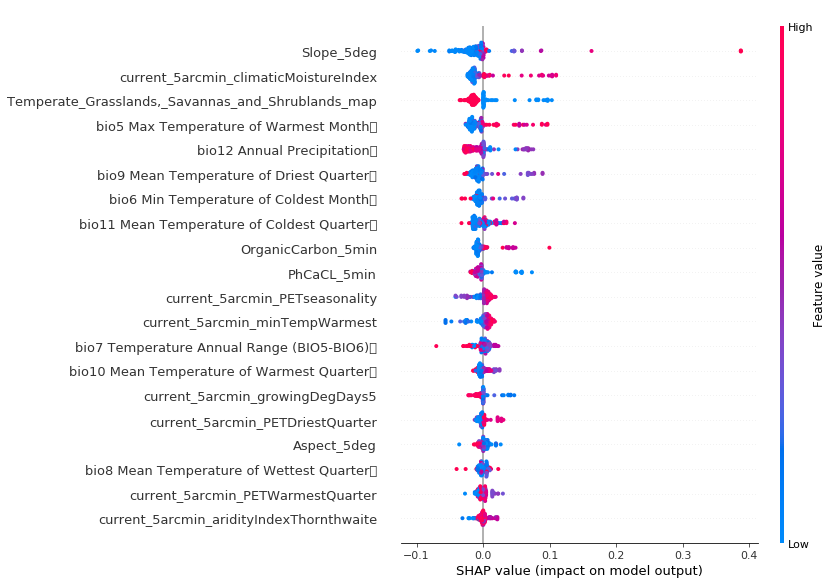 High
Slope_5deg
current_5arcmin_climaticMoistureIndex
Temperate_Grasslands,_Savannas_and_Shrublands_map
bio5 Max Temperature of Warmest Month▯
bio12 Annual Precipitation▯
bio9 Mean Temperature of Driest Quarter▯
bio6 Min Temperature of Coldest Month▯
bio11 Mean Temperature of Coldest Quarter▯
OrganicCarbon_5min
PhCaCL_5min
current_5arcmin_PETseasonality
current_5arcmin_minTempWarmest
bio7 Temperature Annual Range (BIO5-BIO6)▯
bio10 Mean Temperature of Warmest Quarter▯
current_5arcmin_growingDegDays5
current_5arcmin_PETDriestQuarter
Aspect_5deg
bio8 Mean Temperature of Wettest Quarter▯
current_5arcmin_PETWarmestQuarter
current_5arcmin_aridityIndexThornthwaite
Feature value
Low
−0.1 0.0 0.1 0.2 0.3 0.4
SHAP value (impact on model output)